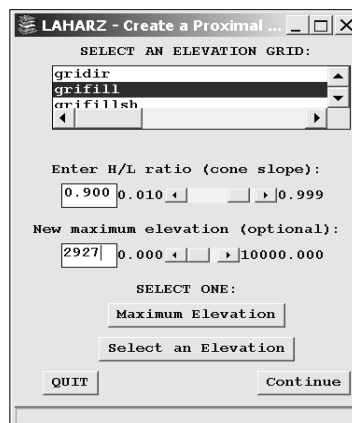 LAHARZ - Create a Proximal ...
SELECT AN ELEVATION GRID:
gridir
grifill
grifillsh
Enter H/L ratio (cone slope):
0.900 0.010 0.999
New maximum elevation (optional):
2927 0.000 10000.000
SELECT ONE:
Maximum Elevation
Select an Elevation
QUIT Continue